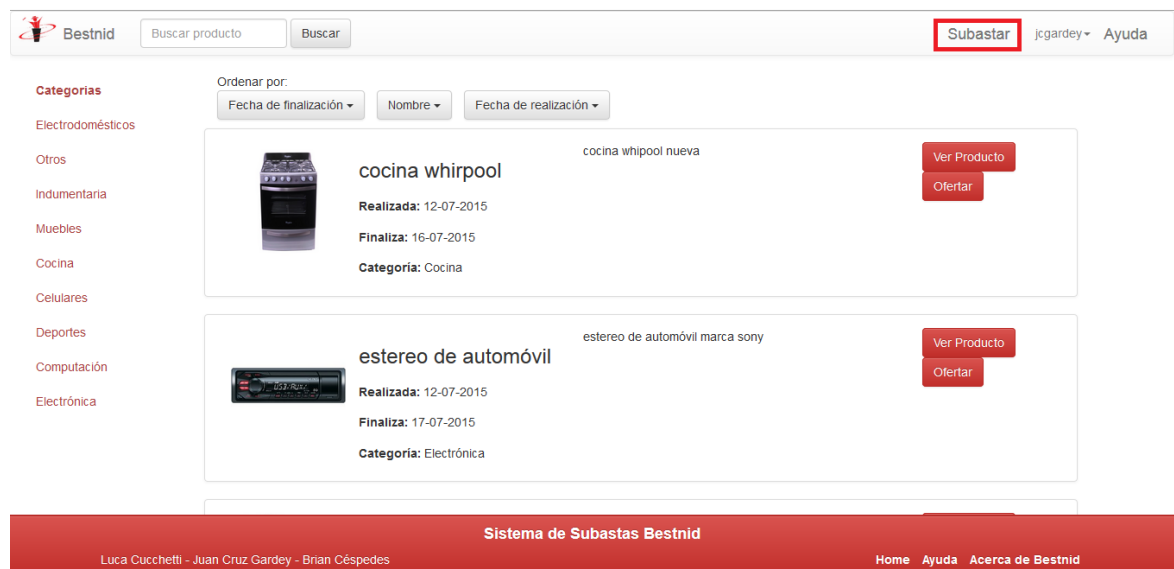 Bestnid
Buscar producto
Buscar
Subastar
jcgardey
Ayuda
Categorias
Electrodomésticos
Otros
Indumentaria
Muebles
Cocina
Celulares
Deportes
Computación
Electrónica
Ordenar por:
Fecha de finalización
Nombre
Fecha de realización
cocina whirpool
Realizada: 12-07-2015
Finaliza: 16-07-2015
Categoría: Cocina
cocina whipool nueva
Ver Producto
Ofertar
USB/AUX
estereo de automóvil
Realizada: 12-07-2015
Finaliza: 17-07-2015
Categoría: Electrónica
estereo de automóvil marca sony
Ver Producto
Ofertar
Sistema de Subastas Bestnid
Luca Cucchetti - Juan Cruz Gardey - Brian Céspedes
Home Ayuda Acerca de Bestnid